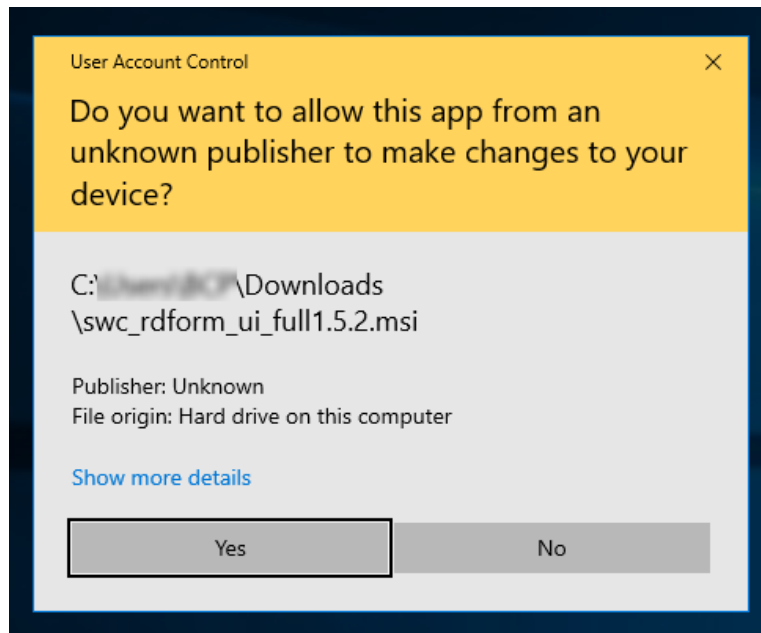 User Account Control
Do you want to allow this app from an
unknown publisher to make changes to your
device?
C:\ \Downloads
\swc_rdform_ui_full1.5.2.msi
Publisher: Unknown
File origin: Hard drive on this computer
Show more details
Yes No